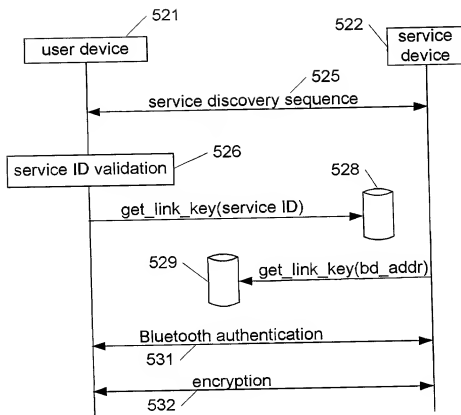 521
user device
522
service
device
525
service discovery sequence
526
service ID validation
528
get_link_key(service ID)
529
get_link_key(bd_addr)
Bluetooth authentication
531
encryption
532